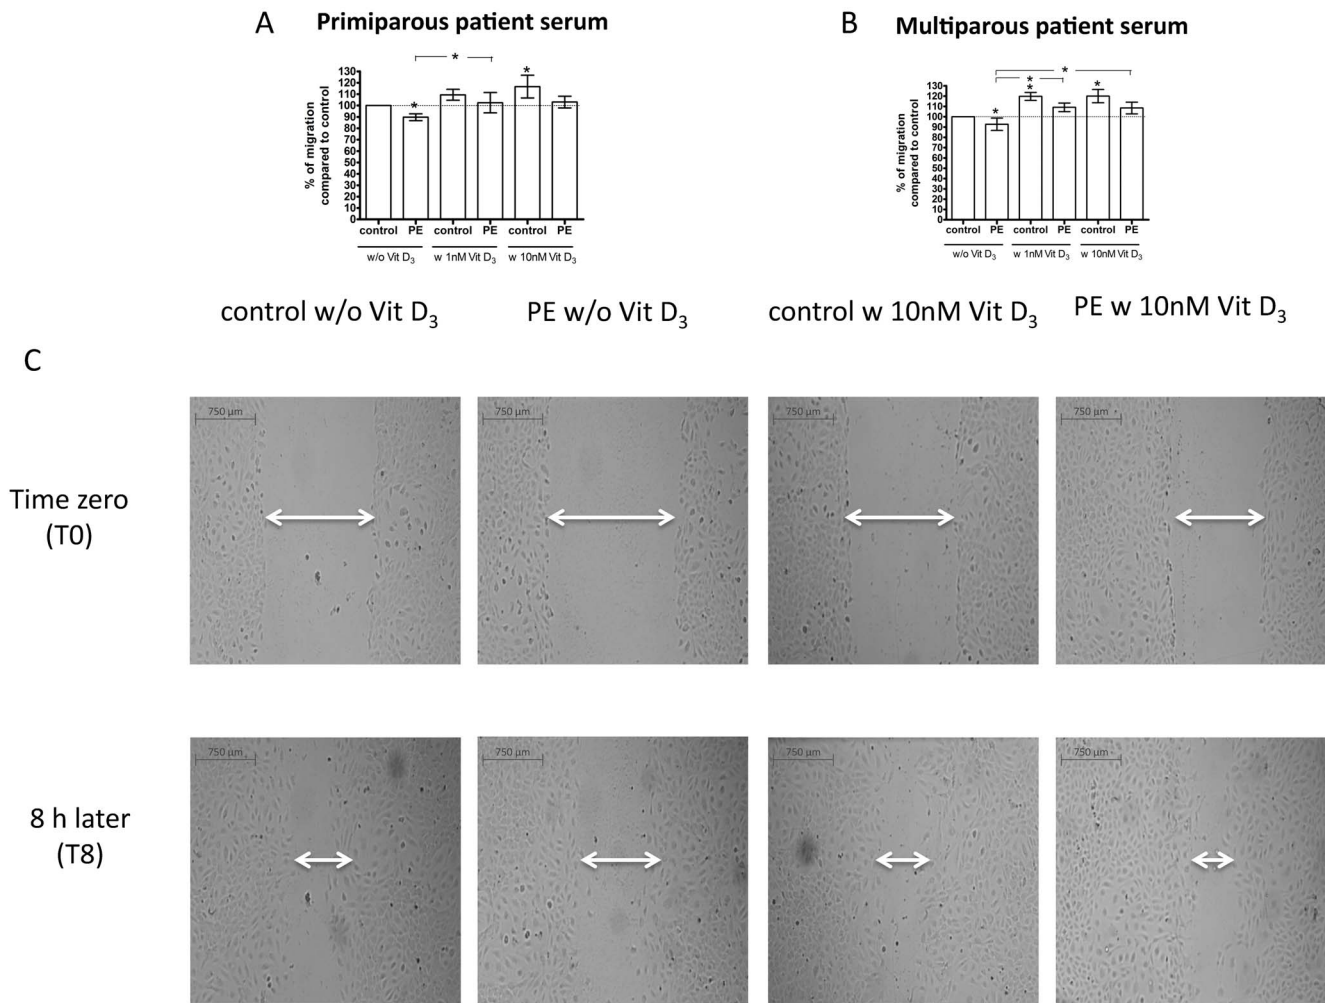 A Primiparous patient serum
% of migration
compared to control
130
120
110
100
90
80
70
60
50
40
30
20
10
0
*
*
*
control PE control PE control PE
w/o Vit D3 w 1nM Vit D3 w 10nM Vit D3
B Multiparous patient serum
% of migration
compared to control
130
120
110
100
90
80
70
60
50
40
30
20
10
0
*
*
*
*
*
control PE control PE control PE
w/o Vit D3 w 1nM Vit D3 w 10nM Vit D3
control w/o Vit D3 PE w/o Vit D3 control w 10nM Vit D3 PE w 10nM Vit D3
C
750 µm 750 µm 750 µm 750 µm
Time zero
(T0)
750 µm 750 µm 750 µm 750 µm
8 h later
(T8)